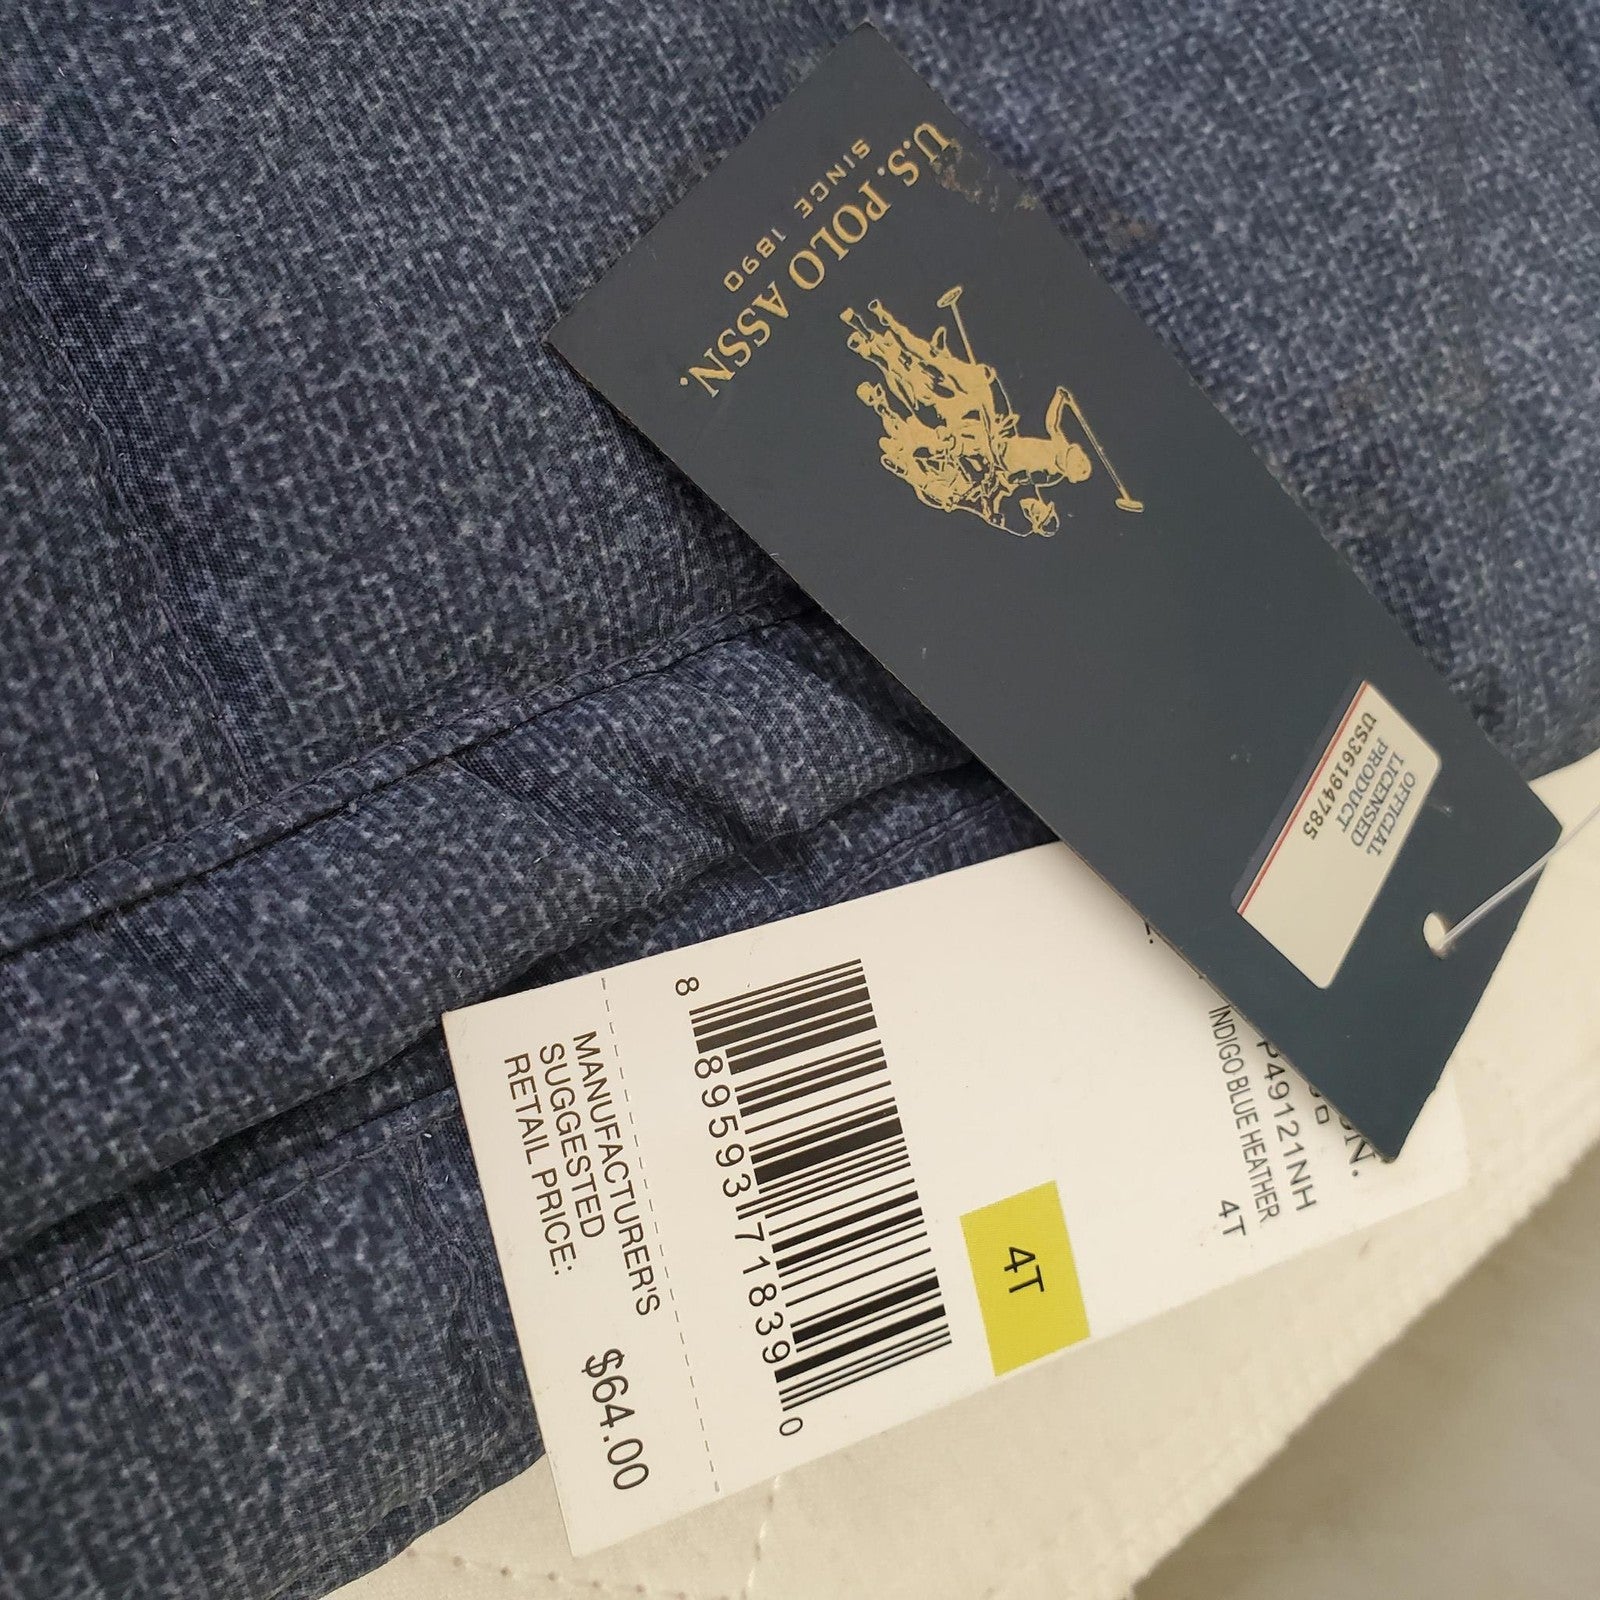 U.S. POLO ASSN.
SINCE 1890
OFFICIAL
LICENSED
PRODUCT
US36194785
P49121NH
INDIGO BLUE HEATHER
4T
4T
8 89593 71839 0
MANUFACTURER'S
SUGGESTED
RETAIL PRICE:
$64.00